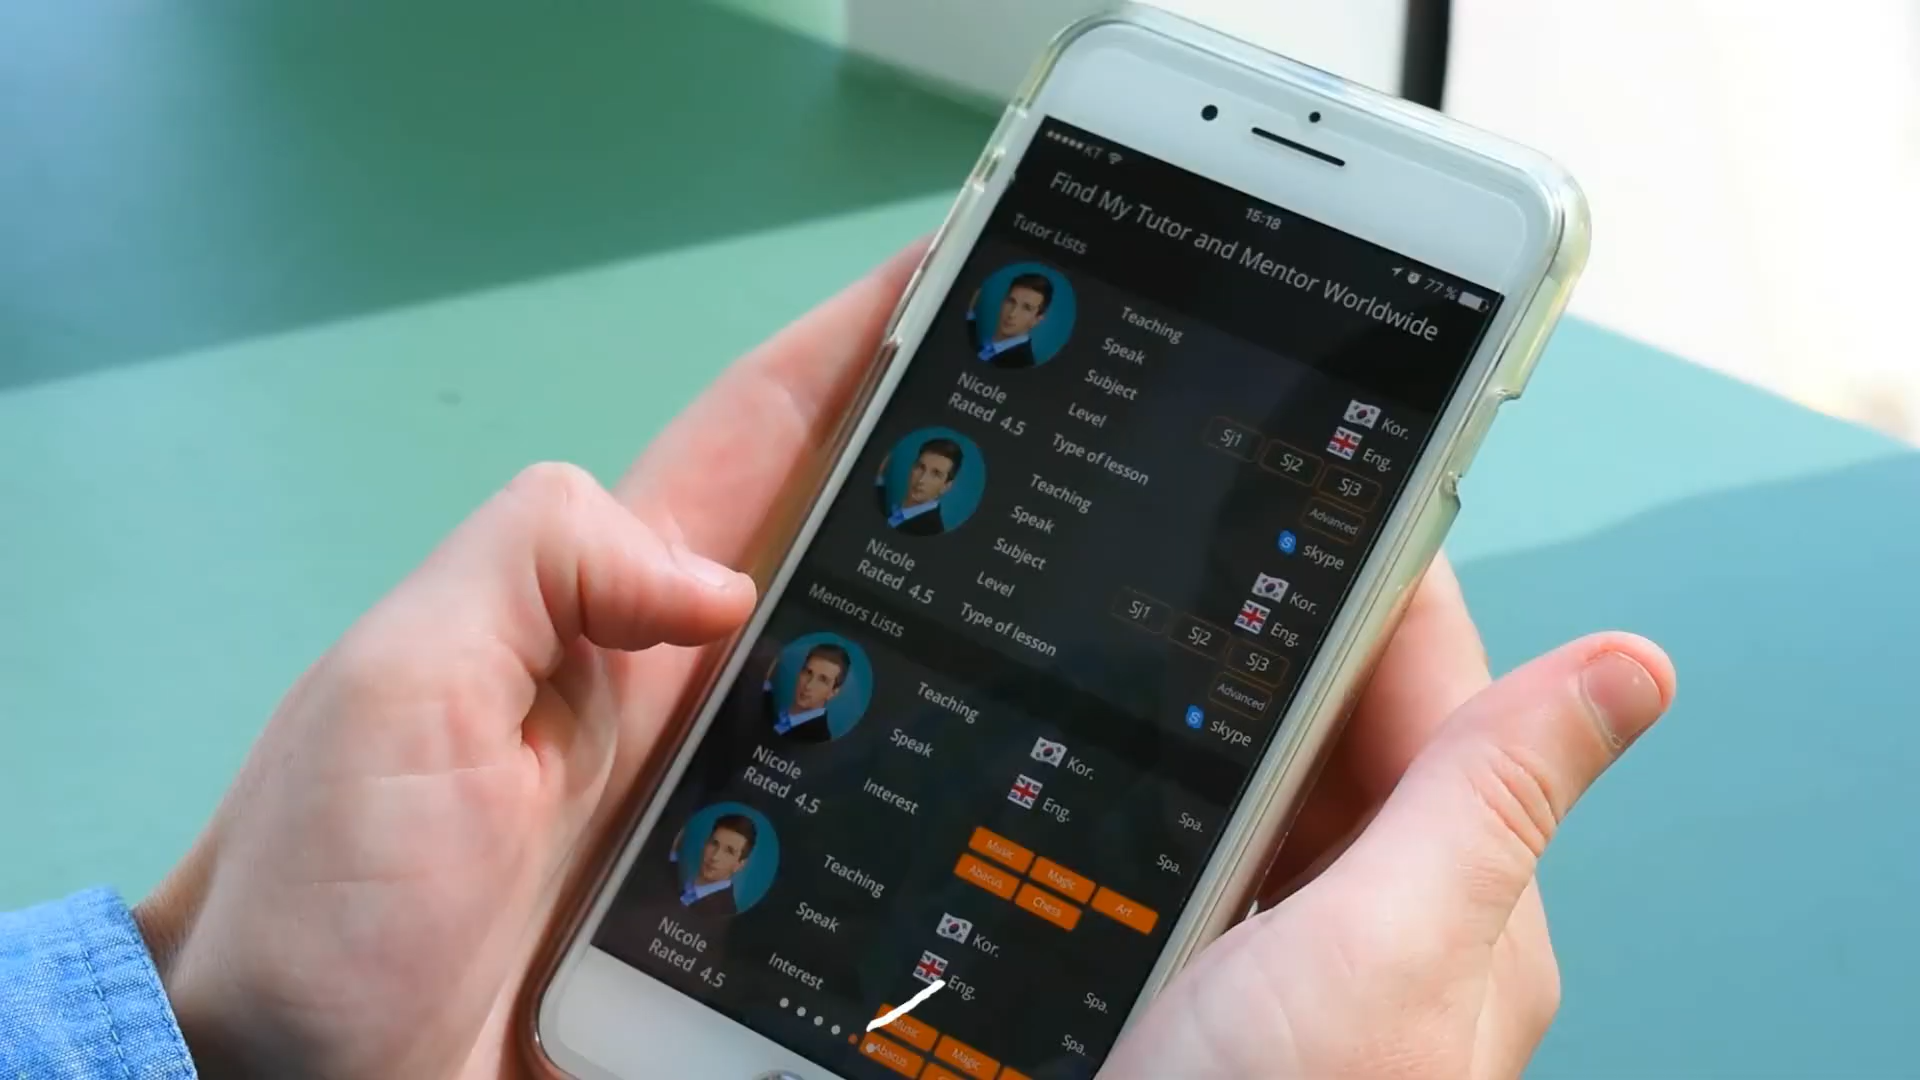 KT
15:18
77 %
Find My Tutor and Mentor Worldwide
Tutor Lists
Nicole
Rated 4.5
Teaching
Kor.
Speak
Eng.
Subject
Sj1 Sj2 Sj3
Level
Advanced
Type of lesson
skype
Nicole
Rated 4.5
Teaching
Kor.
Speak
Eng.
Subject
Sj1 Sj2 Sj3
Level
Advanced
Type of lesson
skype
Mentors Lists
Nicole
Rated 4.5
Teaching
Kor. Spa.
Speak
Eng. Spa.
Interest
Music Magic Art
Abacus Chess
Nicole
Rated 4.5
Teaching
Kor. Spa.
Speak
Eng. Spa.
Interest
Music Magic
Abacus